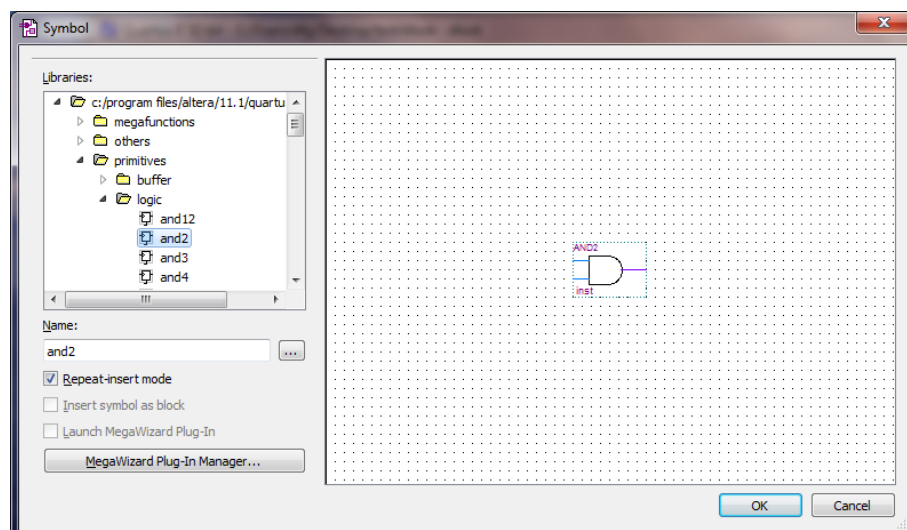 Symbol
Libraries:
c:/program files/altera/11.1/quartu
megafunctions
others
primitives
buffer
logic
and12
and2
and3
and4
Name:
and2
...
Repeat-insert mode
Insert symbol as block
Launch MegaWizard Plug-In
MegaWizard Plug-In Manager...
AND2
inst
OK
Cancel